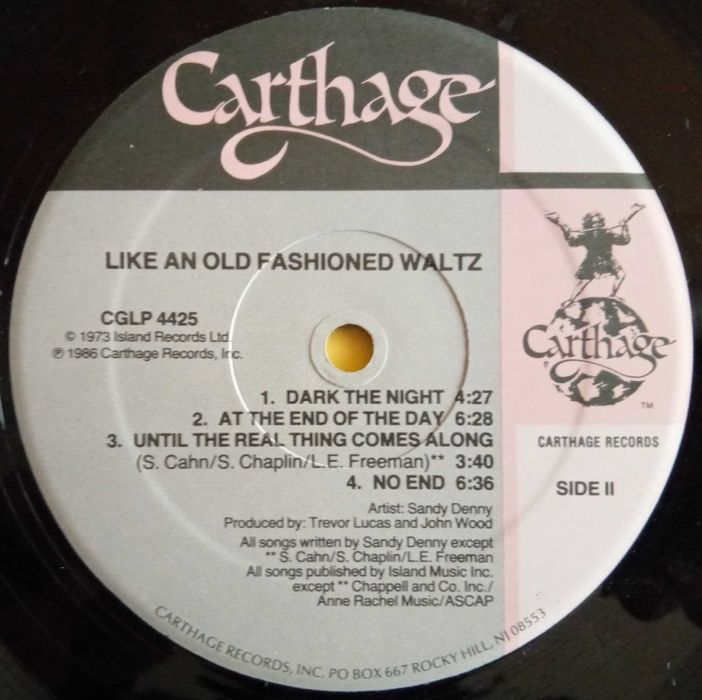 Carthage
LIKE AN OLD FASHIONED WALTZ
CGLP 4425
© 1973 Island Records Ltd.
℗ 1986 Carthage Records, Inc.
Carthage
TM
CARTHAGE RECORDS
SIDE II
1. DARK THE NIGHT 4:27
2. AT THE END OF THE DAY 6:28
3. UNTIL THE REAL THING COMES ALONG
(S. Cahn/S. Chaplin/L.E. Freeman)** 3:40
4. NO END 6:36
Artist: Sandy Denny
Produced by: Trevor Lucas and John Wood
All songs written by Sandy Denny except
** S. Cahn/S. Chaplin/L.E. Freeman
All songs published by Island Music Inc.
except ** Chappell and Co. Inc./
Anne Rachel Music/ASCAP
CARTHAGE RECORDS, INC. PO BOX 667 ROCKY HILL, NJ 08553